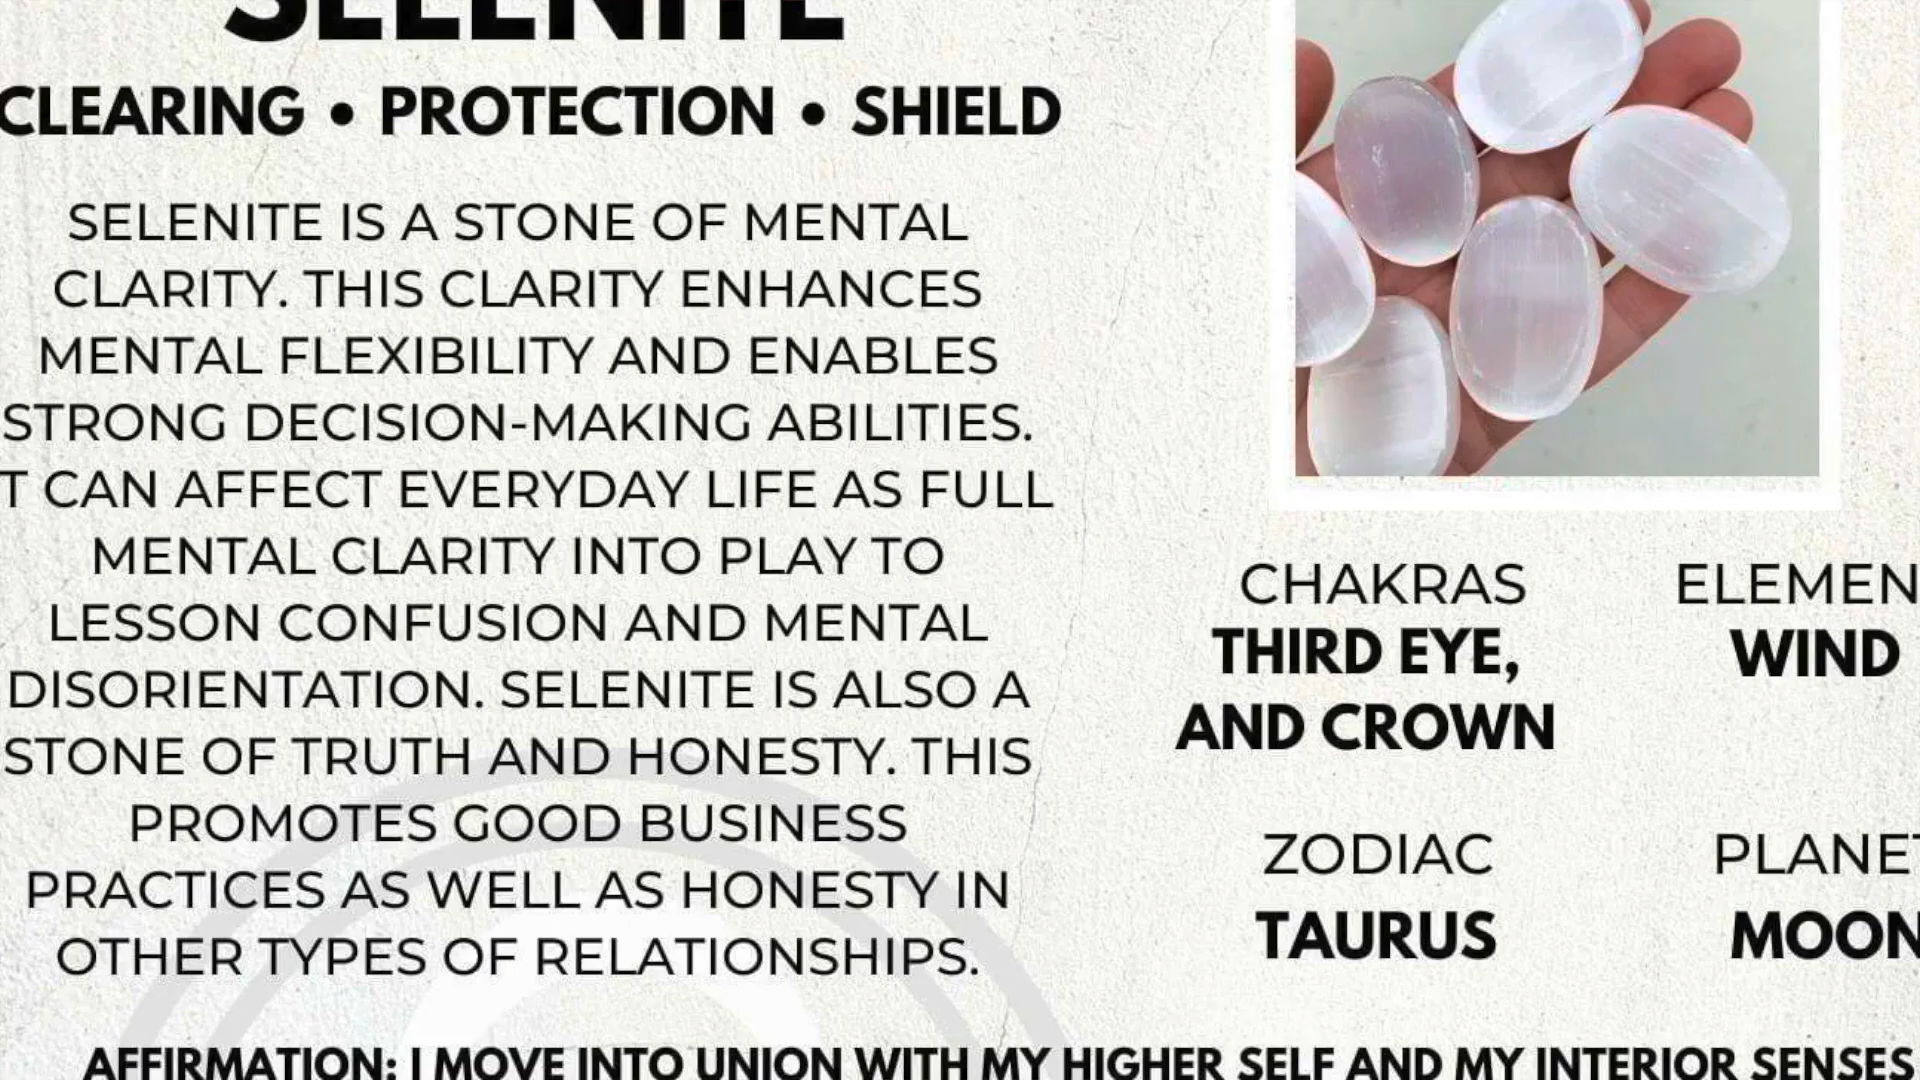 SELENITE
CLEARING • PROTECTION • SHIELD
SELENITE IS A STONE OF MENTAL
CLARITY. THIS CLARITY ENHANCES
MENTAL FLEXIBILITY AND ENABLES
STRONG DECISION-MAKING ABILITIES.
T CAN AFFECT EVERYDAY LIFE AS FULL
MENTAL CLARITY INTO PLAY TO
LESSON CONFUSION AND MENTAL
DISORIENTATION. SELENITE IS ALSO A
STONE OF TRUTH AND HONESTY. THIS
PROMOTES GOOD BUSINESS
PRACTICES AS WELL AS HONESTY IN
OTHER TYPES OF RELATIONSHIPS.
CHAKRAS
THIRD EYE,
AND CROWN
ELEMEN
WIND
ZODIAC
TAURUS
PLANET
MOON
AFFIRMATION: I MOVE INTO UNION WITH MY HIGHER SELF AND MY INTERIOR SENSES